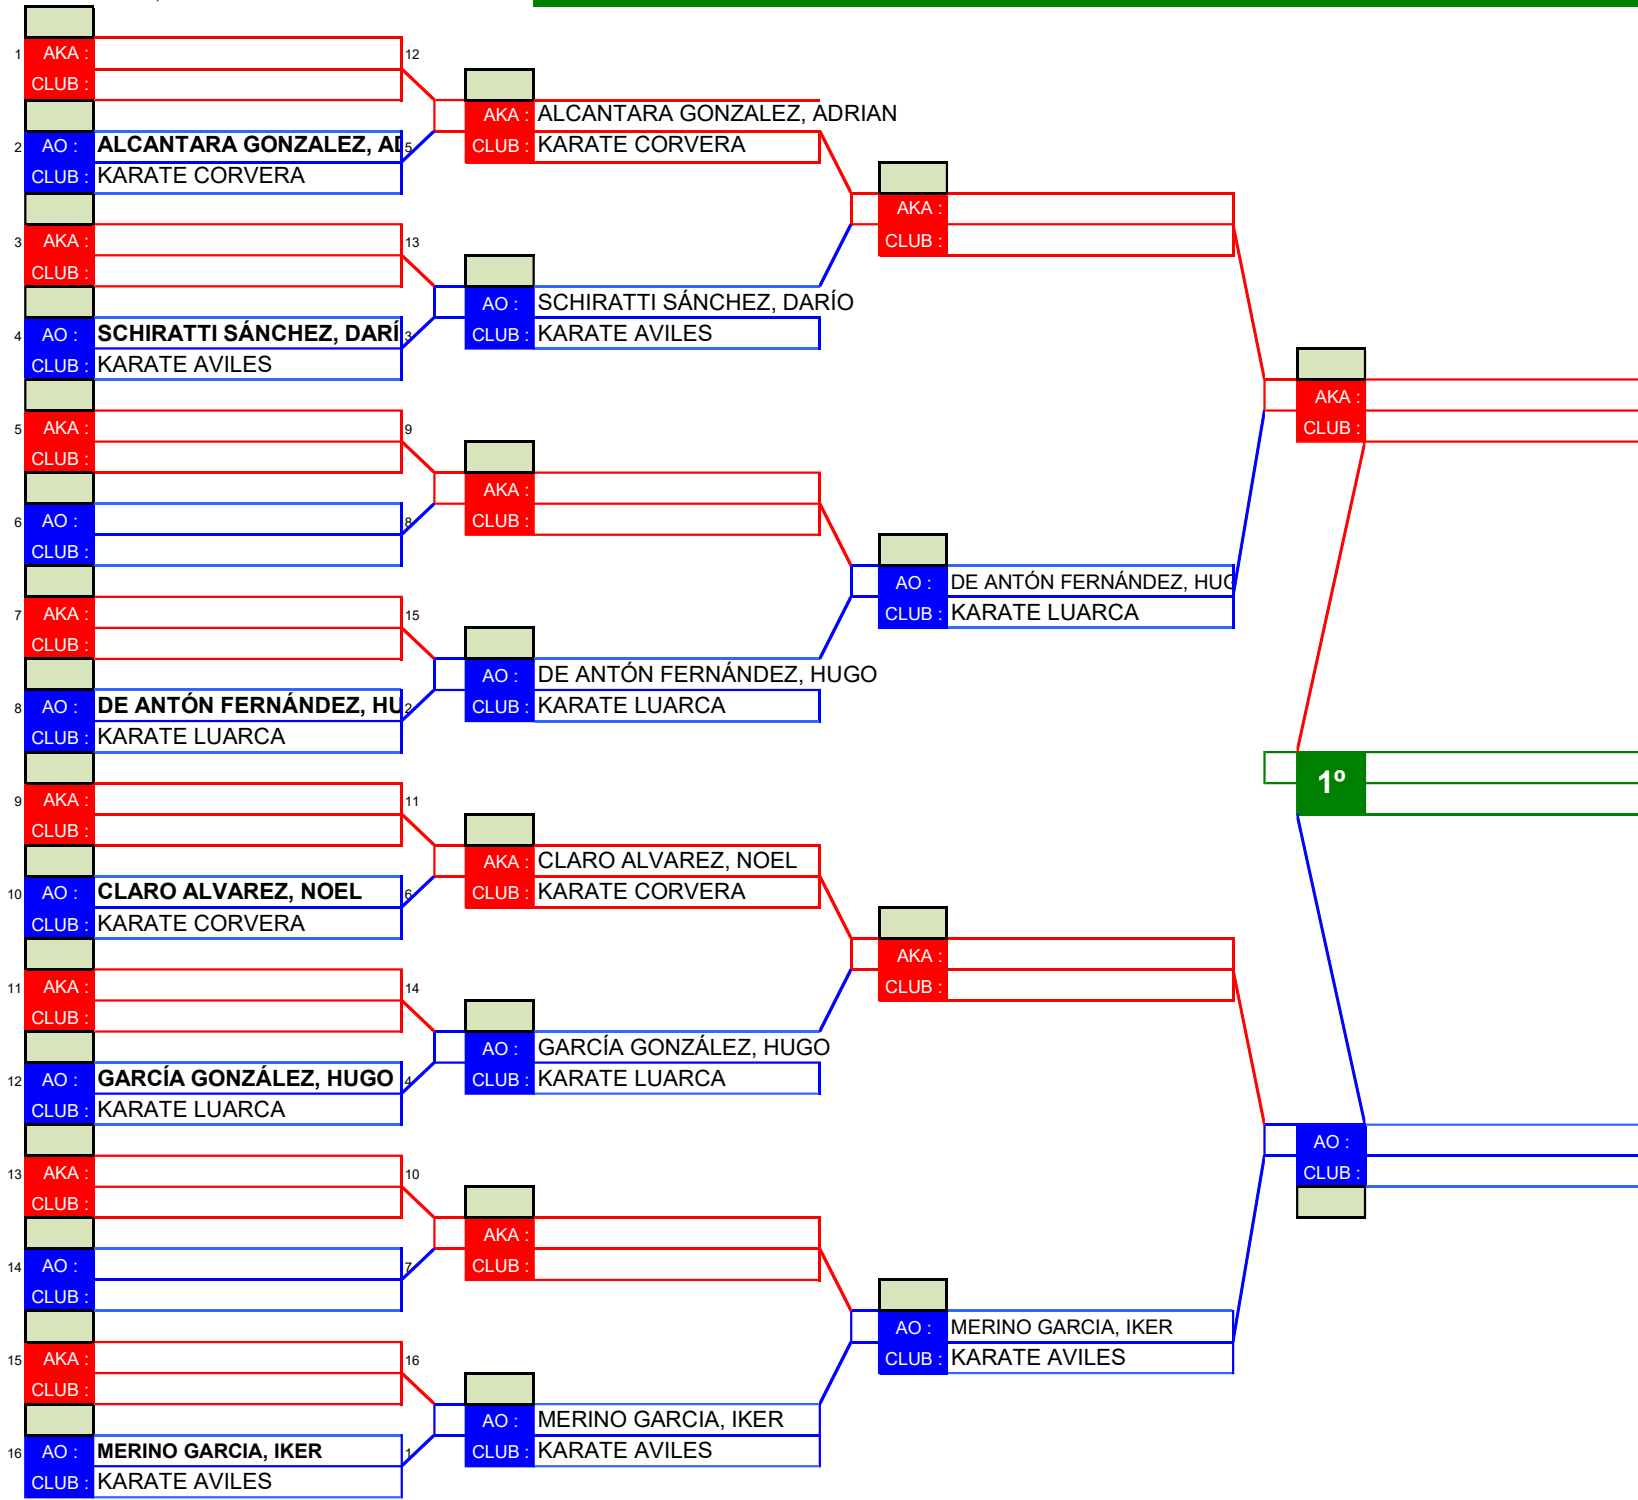 1 AKA : 12
CLUB :
2 AO : ALCANTARA GONZALEZ, AD 5
CLUB : KARATE CORVERA
3 AKA : 13
CLUB :
4 AO : SCHIRATTI SÁNCHEZ, DARÍ 3
CLUB : KARATE AVILES
5 AKA : 9
CLUB :
6 AO : 8
CLUB :
7 AKA : 15
CLUB :
8 AO : DE ANTÓN FERNÁNDEZ, HU 2
CLUB : KARATE LUARCA
9 AKA : 11
CLUB :
10 AO : CLARO ALVAREZ, NOEL 6
CLUB : KARATE CORVERA
11 AKA : 14
CLUB :
12 AO : GARCÍA GONZÁLEZ, HUGO 4
CLUB : KARATE LUARCA
13 AKA : 10
CLUB :
14 AO : 7
CLUB :
15 AKA : 16
CLUB :
16 AO : MERINO GARCIA, IKER 1
CLUB : KARATE AVILES
AKA : ALCANTARA GONZALEZ, ADRIAN
CLUB : KARATE CORVERA
AO : SCHIRATTI SÁNCHEZ, DARÍO
CLUB : KARATE AVILES
AKA :
CLUB :
AO : DE ANTÓN FERNÁNDEZ, HUGO
CLUB : KARATE LUARCA
AKA : CLARO ALVAREZ, NOEL
CLUB : KARATE CORVERA
AO : GARCÍA GONZÁLEZ, HUGO
CLUB : KARATE LUARCA
AKA :
CLUB :
AO : MERINO GARCIA, IKER
CLUB : KARATE AVILES
AKA :
CLUB :
AO : DE ANTÓN FERNÁNDEZ, HUG
CLUB : KARATE LUARCA
AKA :
CLUB :
AO : MERINO GARCIA, IKER
CLUB : KARATE AVILES
AKA :
CLUB :
1º
AO :
CLUB :